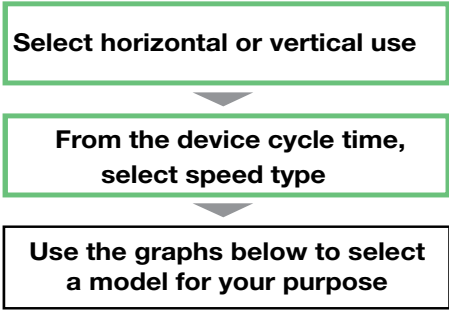 Select horizontal or vertical use
From the device cycle time,
select speed type
Use the graphs below to select
a model for your purpose